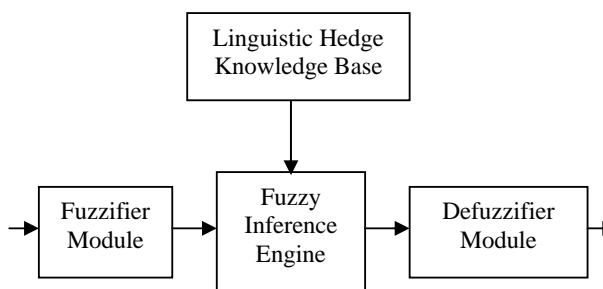 Linguistic Hedge
Knowledge Base
Fuzzifier
Module
Fuzzy
Inference
Engine
Defuzzifier
Module